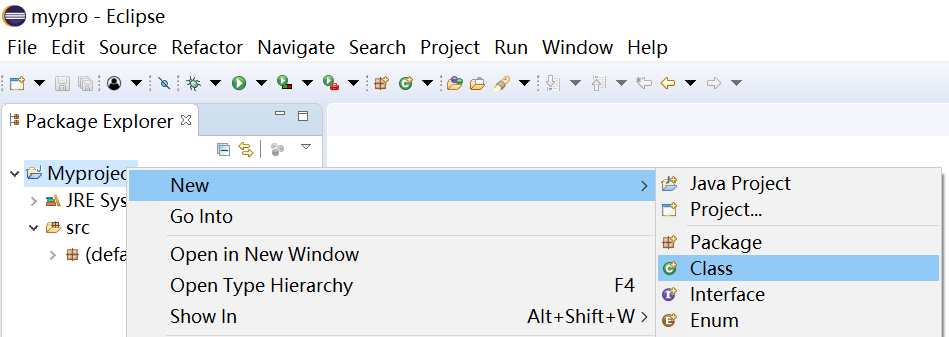 mypro - Eclipse
File Edit Source Refactor Navigate Search Project Run Window Help
Package Explorer
Myprojec
New
Java Project
JRE Sys
Go Into
Project...
src
Package
(defa
Open in New Window
Class
Open Type Hierarchy F4
Interface
Show In Alt+Shift+W
Enum